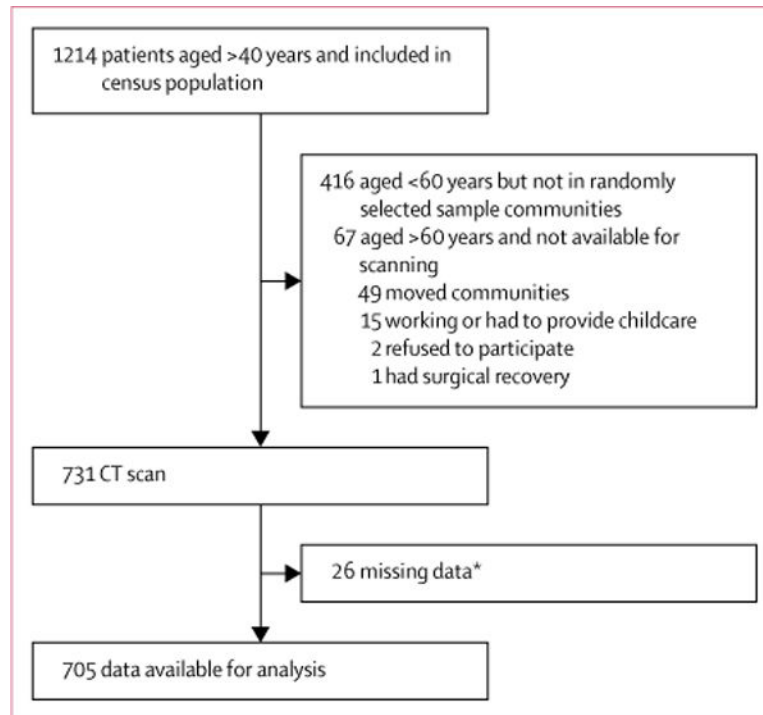 1214 patients aged >40 years and included in
census population
416 aged <60 years but not in randomly
selected sample communities
67 aged >60 years and not available for
scanning
49 moved communities
15 working or had to provide childcare
2 refused to participate
1 had surgical recovery
731 CT scan
26 missing data*
705 data available for analysis